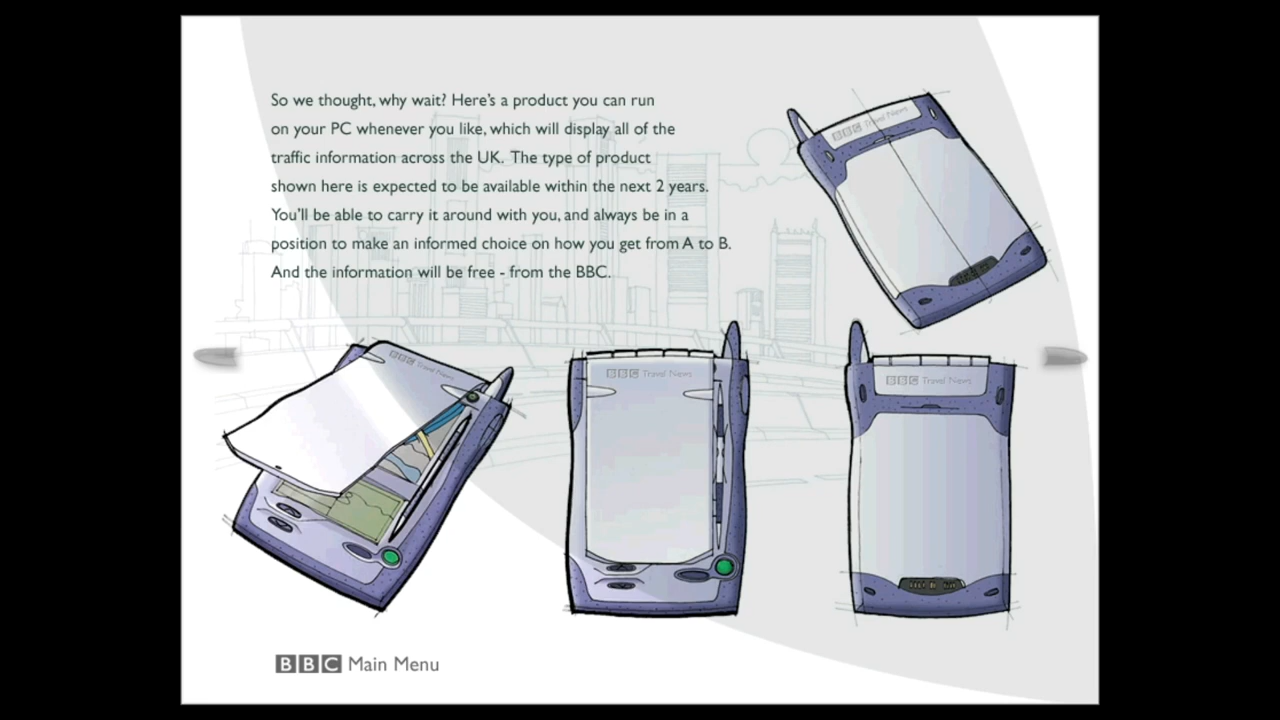 So we thought, why wait? Here's a product you can run
on your PC whenever you like, which will display all of the
traffic information across the UK. The type of product
shown here is expected to be available within the next 2 years.
You'll be able to carry it around with you, and always be in a
position to make an informed choice on how you get from A to B.
And the information will be free - from the BBC.
BBC Travel News
BBC Travel News
BBC Travel News
BBC Travel News
BBC Main Menu